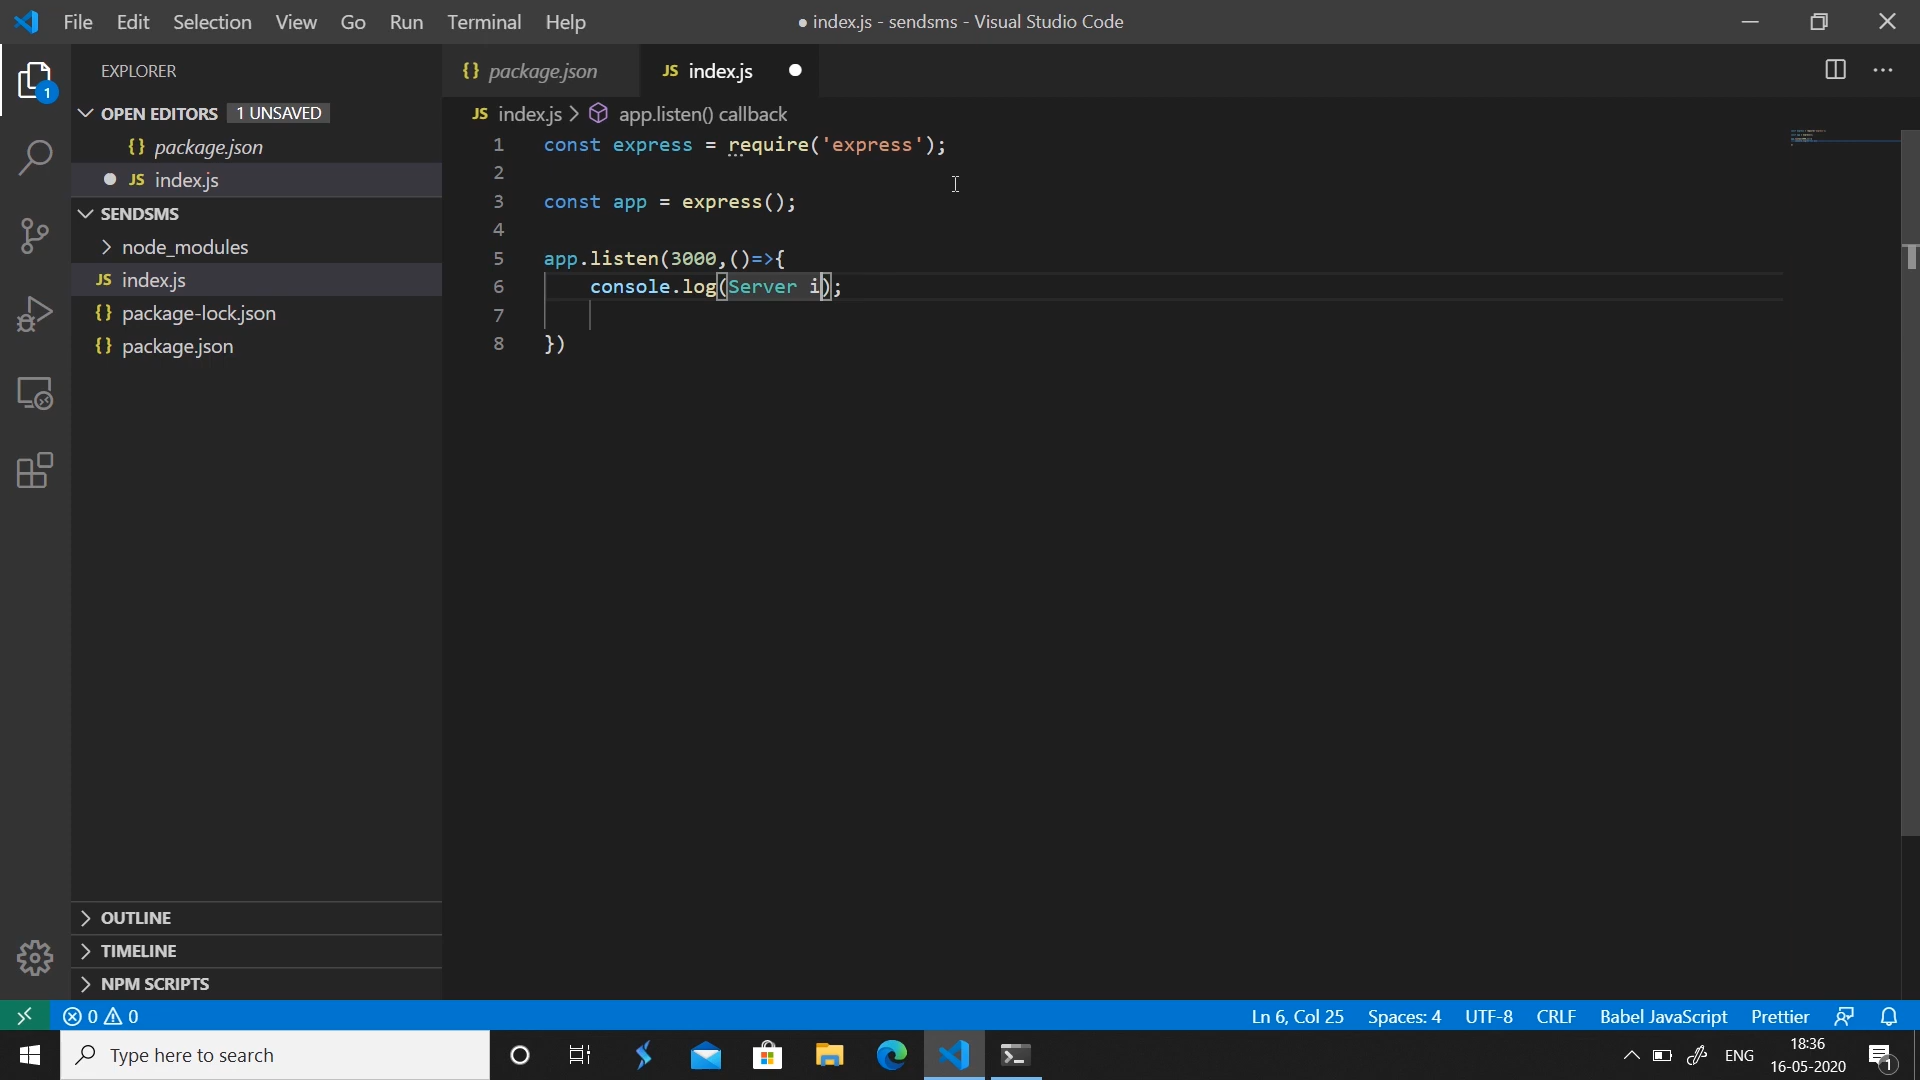 File Edit Selection View Go Run Terminal Help
● index.js - sendsms - Visual Studio Code
EXPLORER
1
OPEN EDITORS 1 UNSAVED
{} package.json
● JS index.js
SENDSMS
node_modules
JS index.js
{} package-lock.json
{} package.json
OUTLINE
TIMELINE
NPM SCRIPTS
{} package.json JS index.js ●
JS index.js > app.listen() callback
1 const express = require('express');
2
3 const app = express();
4
5 app.listen(3000,()=>{
6 console.log(Server i);
7
8 })
0 0
Ln 6, Col 25 Spaces: 4 UTF-8 CRLF Babel JavaScript Prettier
Type here to search
ENG
18:36
16-05-2020
1